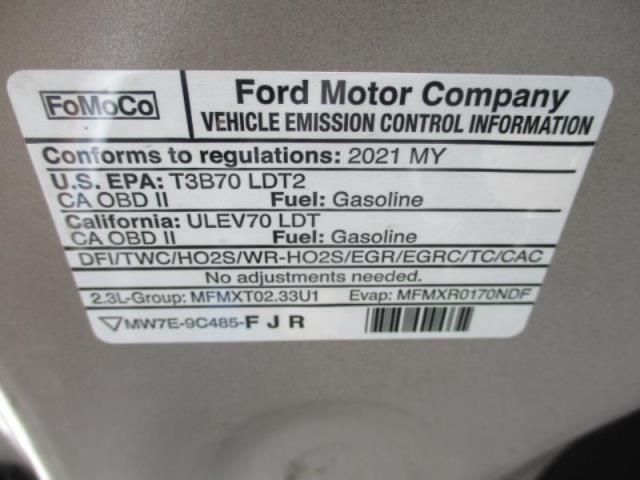 FoMoCo
Ford Motor Company
VEHICLE EMISSION CONTROL INFORMATION
Conforms to regulations: 2021 MY
U.S. EPA: T3B70 LDT2
CA OBD II Fuel: Gasoline
California: ULEV70 LDT
CA OBD II Fuel: Gasoline
DFI/TWC/HO2S/WR-HO2S/EGR/EGRC/TC/CAC
No adjustments needed.
2.3L-Group: MFMXT02.33U1 Evap: MFMXR0170NDF
MW7E-9C485-F J R